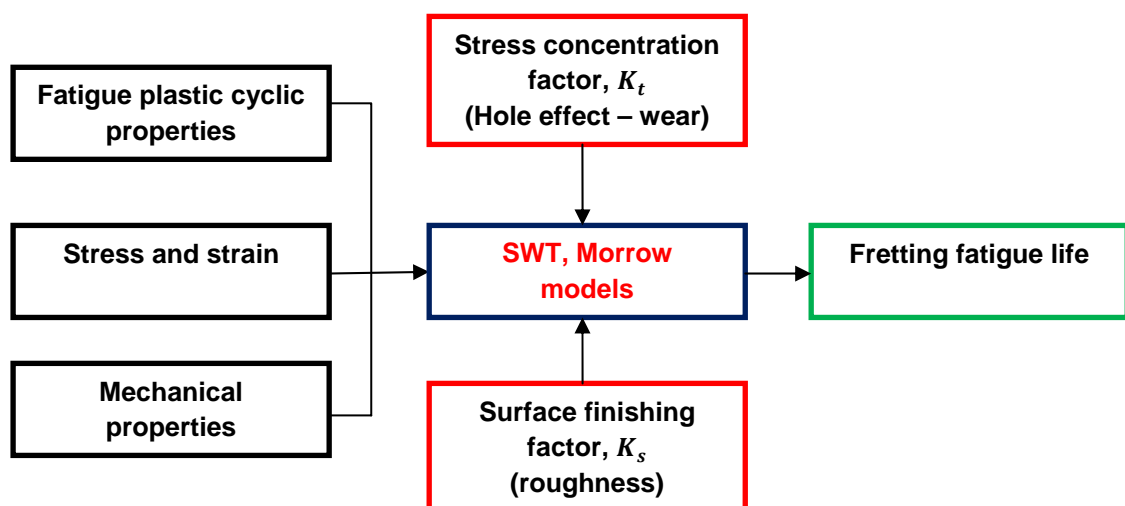 Fatigue plastic cyclic
properties
Stress and strain
Mechanical
properties
Stress concentration
factor, K_t
(Hole effect – wear)
SWT, Morrow
models
Surface finishing
factor, K_s
(roughness)
Fretting fatigue life